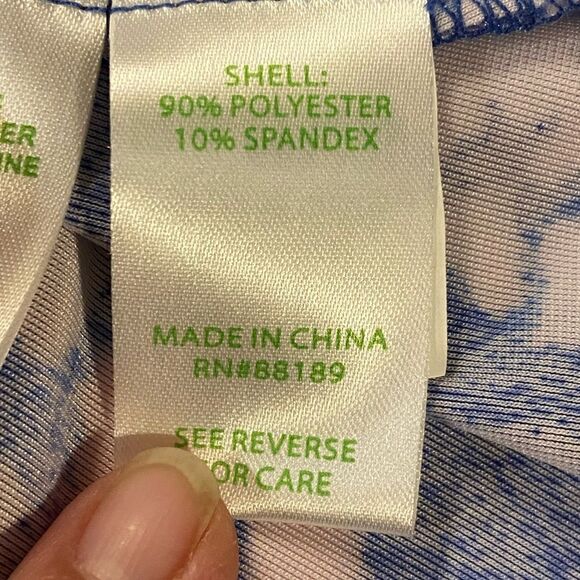 SHELL:
90% POLYESTER
10% SPANDEX
MADE IN CHINA
RN#88189
SEE REVERSE
FOR CARE